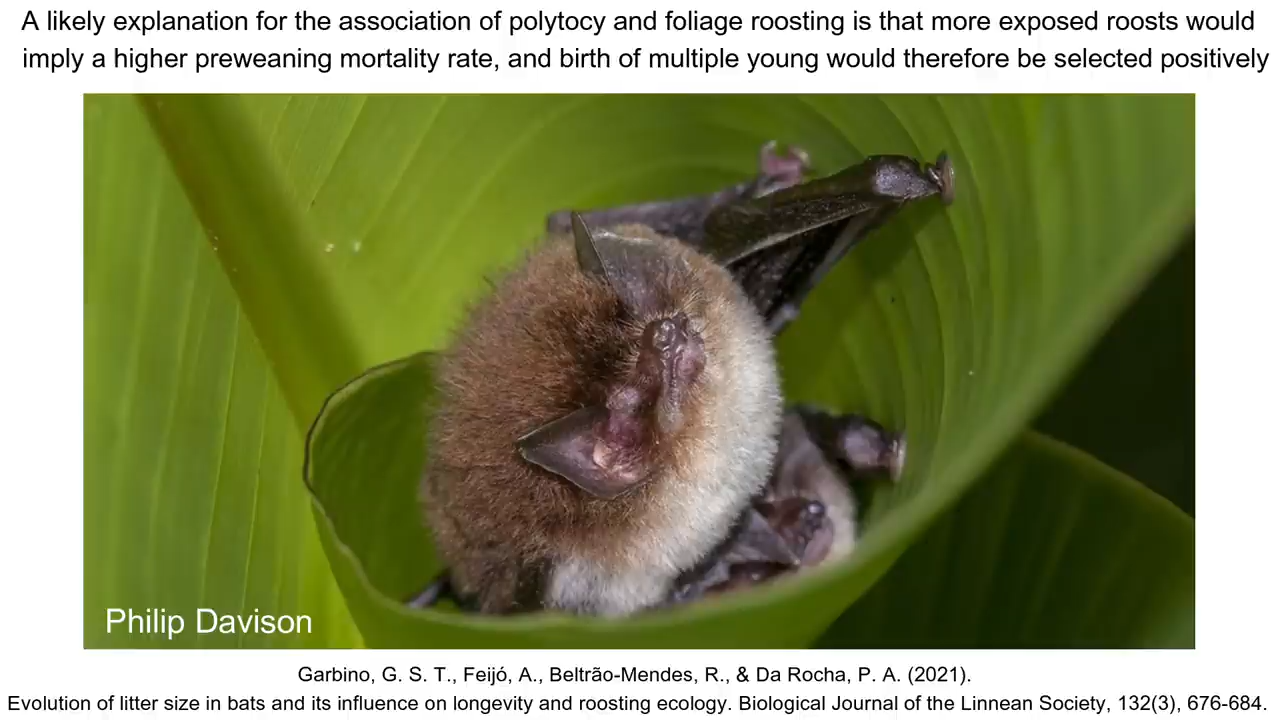 A likely explanation for the association of polytocy and foliage roosting is that more exposed roosts would
imply a higher preweaning mortality rate, and birth of multiple young would therefore be selected positively
Philip Davison
Garbino, G. S. T., Feijó, A., Beltrão-Mendes, R., & Da Rocha, P. A. (2021).
Evolution of litter size in bats and its influence on longevity and roosting ecology. Biological Journal of the Linnean Society, 132(3), 676-684.